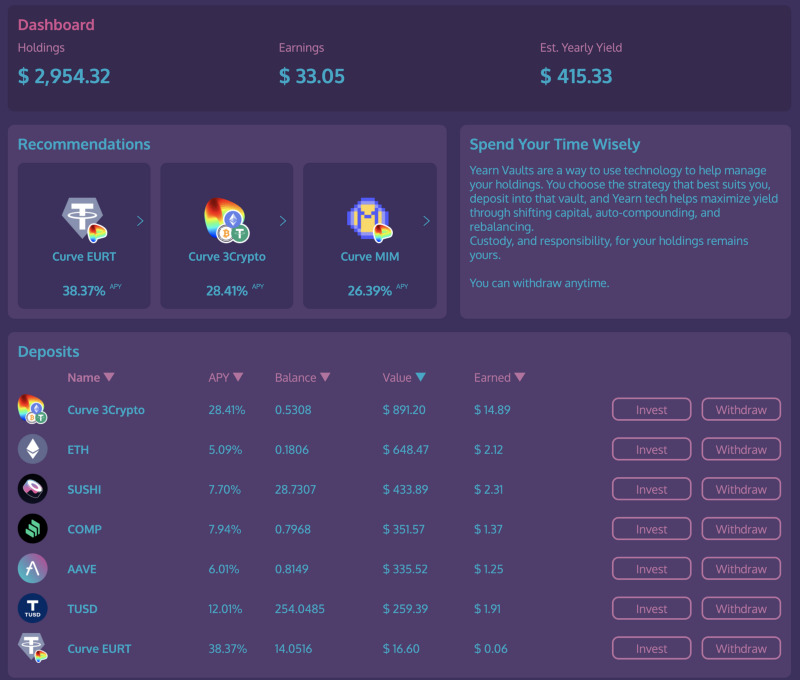 Dashboard
Holdings Earnings Est. Yearly Yield
$ 2,954.32 $ 33.05 $ 415.33
Recommendations
Curve EURT
38.37% APY
Curve 3Crypto
28.41% APY
Curve MIM
26.39% APY
Spend Your Time Wisely
Yearn Vaults are a way to use technology to help manage
your holdings. You choose the strategy that best suits you,
deposit into that vault, and Yearn tech helps maximize yield
through shifting capital, auto-compounding, and
rebalancing.
Custody, and responsibility, for your holdings remains
yours.
You can withdraw anytime.
Deposits
Name APY Balance Value Earned
Curve 3Crypto 28.41% 0.5308 $ 891.20 $ 14.89 Invest Withdraw
ETH 5.09% 0.1806 $ 648.47 $ 2.12 Invest Withdraw
SUSHI 7.70% 28.7307 $ 433.89 $ 2.31 Invest Withdraw
COMP 7.94% 0.7968 $ 351.57 $ 1.37 Invest Withdraw
AAVE 6.01% 0.8149 $ 335.52 $ 1.25 Invest Withdraw
TUSD TUSD 12.01% 254.0485 $ 259.39 $ 1.91 Invest Withdraw
Curve EURT 38.37% 14.0516 $ 16.60 $ 0.06 Invest Withdraw